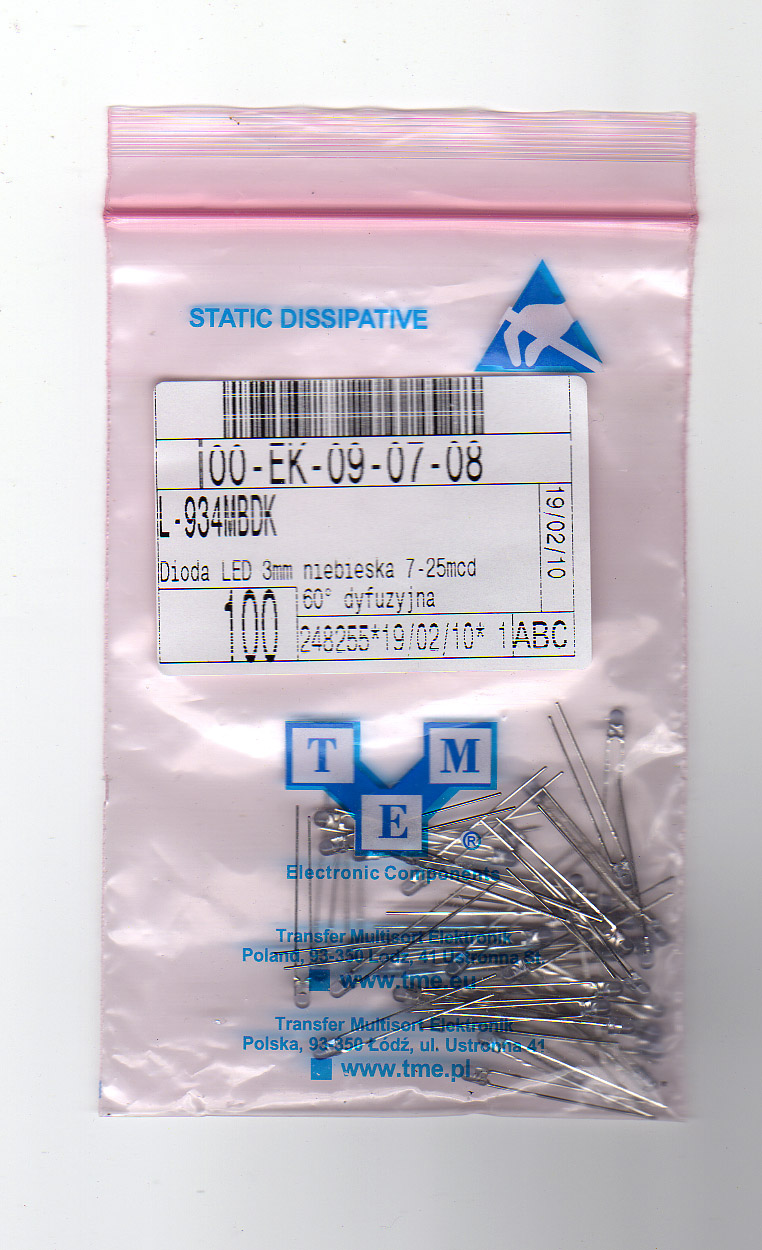 STATIC DISSIPATIVE
100-EK-09-07-08
L-934MBDK
19/02/10
Dioda LED 3mm niebieska 7-25mcd
60° dyfuzyjna
100
248255*19/02/10* 1
ABC
T M
E ®
Electronic Components
Transfer Multisort Elektronik
Poland, 93-350 Łódź, 41 Ustronna St.
www.tme.eu
Transfer Multisort Elektronik
Polska, 93-350 Łódź, ul. Ustronna 41
www.tme.pl